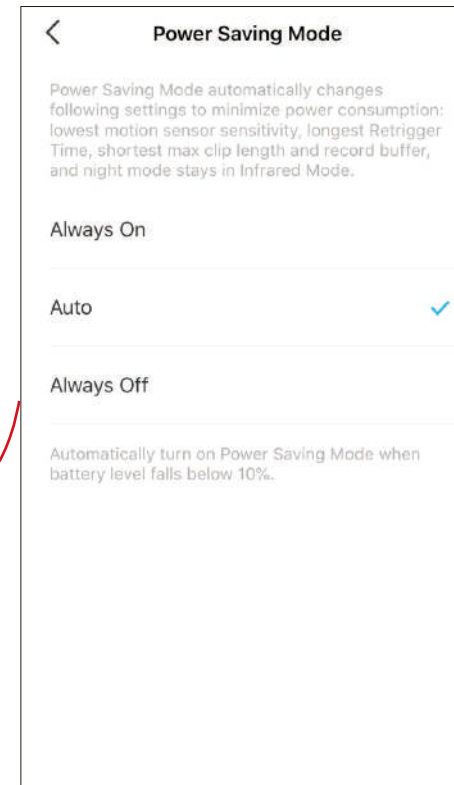 Power Saving Mode
Power Saving Mode automatically changes
following settings to minimize power consumption:
lowest motion sensor sensitivity, longest Retrigger
Time, shortest max clip length and record buffer,
and night mode stays in Infrared Mode.
Always On
Auto
Always Off
Automatically turn on Power Saving Mode when
battery level falls below 10%.